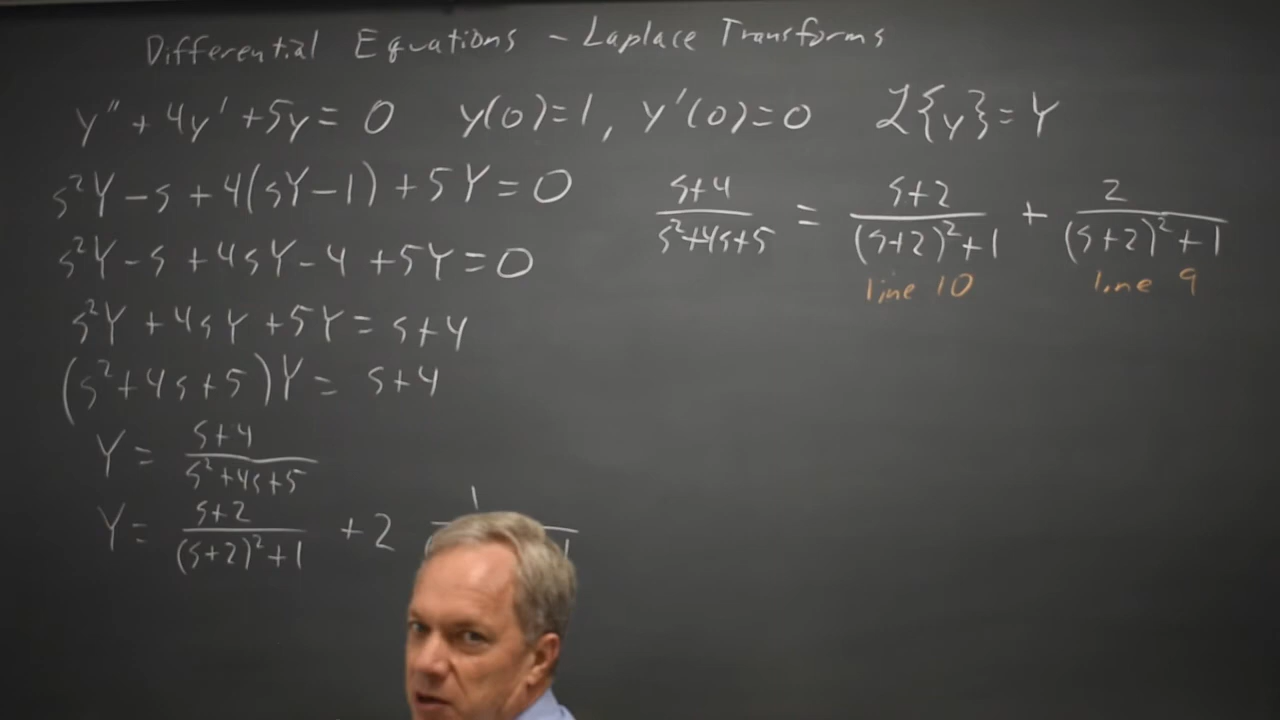 Differential Equations - Laplace Transforms
y'' + 4y' + 5y = 0   y(0)=1, y'(0)=0   ℒ{y}=Y
s²Y - s + 4(sY-1) + 5Y = 0
s²Y - s + 4sY - 4 + 5Y = 0
s²Y + 4sY + 5Y = s+4
(s²+4s+5)Y = s+4
Y = (s+4)/(s²+4s+5)
Y = (s+2)/((s+2)²+1) + 2 1
(s+4)/(s²+4s+5) = (s+2)/((s+2)²+1) + 2/((s+2)²+1)
line 10   line 9